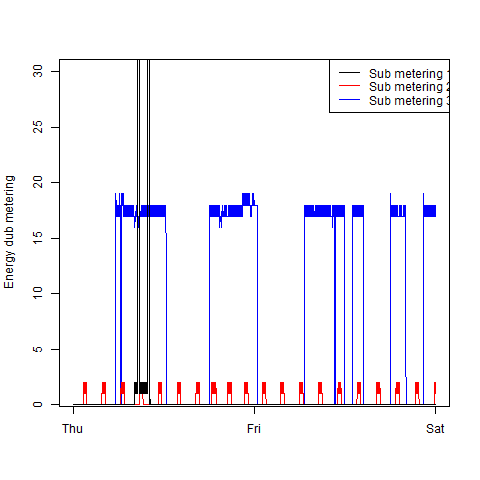 Sub metering 1
Sub metering 2
Sub metering 3
Energy dub metering
30
25
20
15
10
5
0
Thu Fri Sat